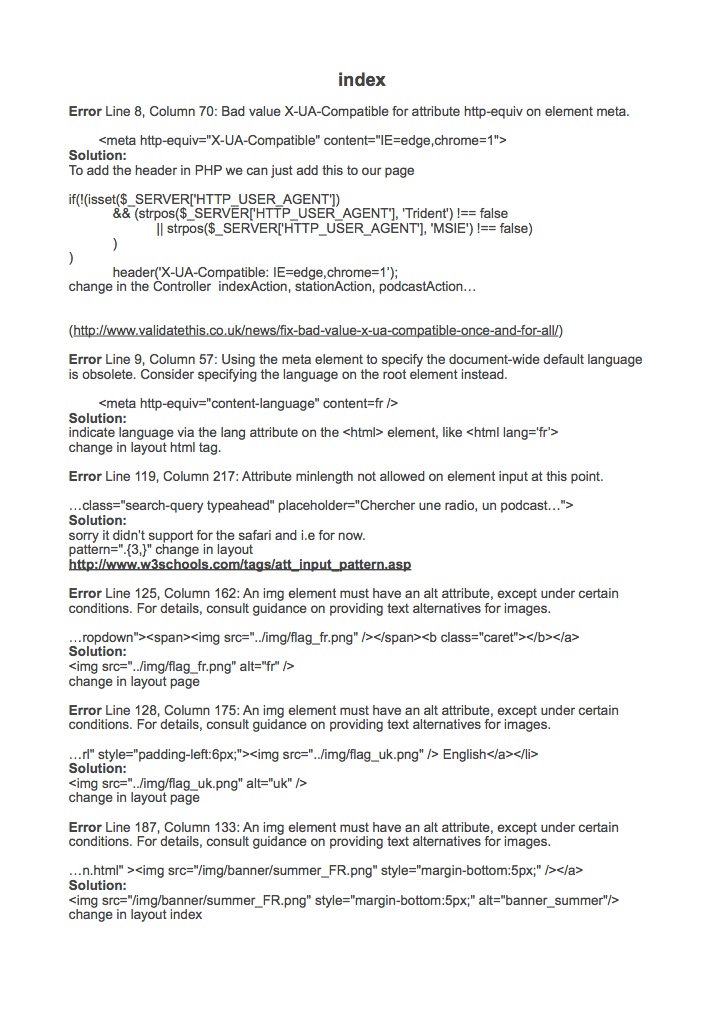 index
Error Line 8, Column 70: Bad value X-UA-Compatible for attribute http-equiv on element meta.
<meta http-equiv="X-UA-Compatible" content="IE=edge,chrome=1">
Solution:
To add the header in PHP we can just add this to our page
if(!(isset($_SERVER['HTTP_USER_AGENT'])
&& (strpos($_SERVER['HTTP_USER_AGENT'], 'Trident') !== false
|| strpos($_SERVER['HTTP_USER_AGENT'], 'MSIE') !== false)
)
)
header('X-UA-Compatible: IE=edge,chrome=1');
change in the Controller  indexAction, stationAction, podcastAction…
(http://www.validatethis.co.uk/news/fix-bad-value-x-ua-compatible-once-and-for-all/)
Error Line 9, Column 57: Using the meta element to specify the document-wide default language
is obsolete. Consider specifying the language on the root element instead.
<meta http-equiv="content-language" content=fr />
Solution:
indicate language via the lang attribute on the <html> element, like <html lang='fr'>
change in layout html tag.
Error Line 119, Column 217: Attribute minlength not allowed on element input at this point.
…class="search-query typeahead" placeholder="Chercher une radio, un podcast…">
Solution:
sorry it didn't support for the safari and i.e for now.
pattern=".{3,}" change in layout
http://www.w3schools.com/tags/att_input_pattern.asp
Error Line 125, Column 162: An img element must have an alt attribute, except under certain
conditions. For details, consult guidance on providing text alternatives for images.
…ropdown"><span><img src="../img/flag_fr.png" /></span><b class="caret"></b></a>
Solution:
<img src="../img/flag_fr.png" alt="fr" />
change in layout page
Error Line 128, Column 175: An img element must have an alt attribute, except under certain
conditions. For details, consult guidance on providing text alternatives for images.
…rl" style="padding-left:6px;"><img src="../img/flag_uk.png" /> English</a></li>
Solution:
<img src="../img/flag_uk.png" alt="uk" />
change in layout page
Error Line 187, Column 133: An img element must have an alt attribute, except under certain
conditions. For details, consult guidance on providing text alternatives for images.
…n.html" ><img src="/img/banner/summer_FR.png" style="margin-bottom:5px;" /></a>
Solution:
<img src="/img/banner/summer_FR.png" style="margin-bottom:5px;" alt="banner_summer"/>
change in layout index